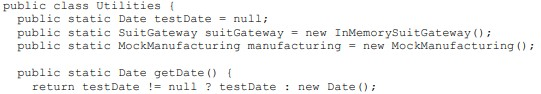 public class Utilities {
public static Date testDate = null;
public static SuitGateway suitGateway = new InMemorySuitGateway();
public static MockManufacturing manufacturing = new MockManufacturing();
public static Date getDate() {
return testDate != null ? testDate : new Date();